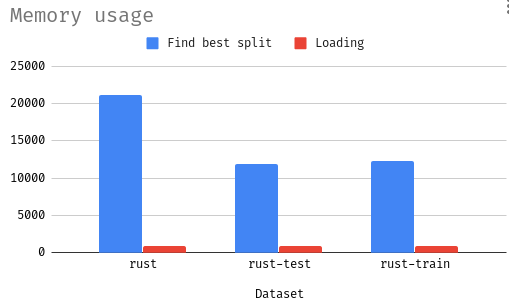 Memory usage
Find best split Loading
25000
20000
15000
10000
5000
0
rust rust-test rust-train
Dataset